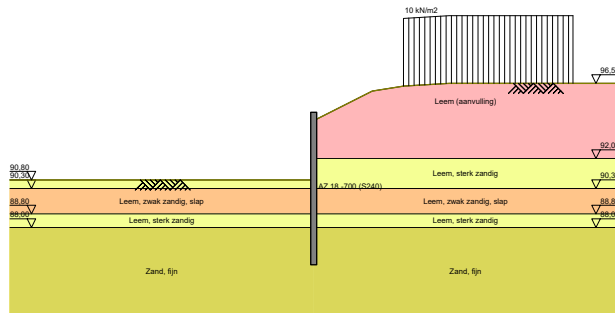 10 kN/m2
96,5
Leem (aanvulling)
92,0
90,80
90,30
Leem, sterk zandig
AZ 18 -700 (S240)
90,3
88,80
Leem, zwak zandig, slap
Leem, zwak zandig, slap
88,8
88,00
Leem, sterk zandig
Leem, sterk zandig
88,0
Zand, fijn
Zand, fijn